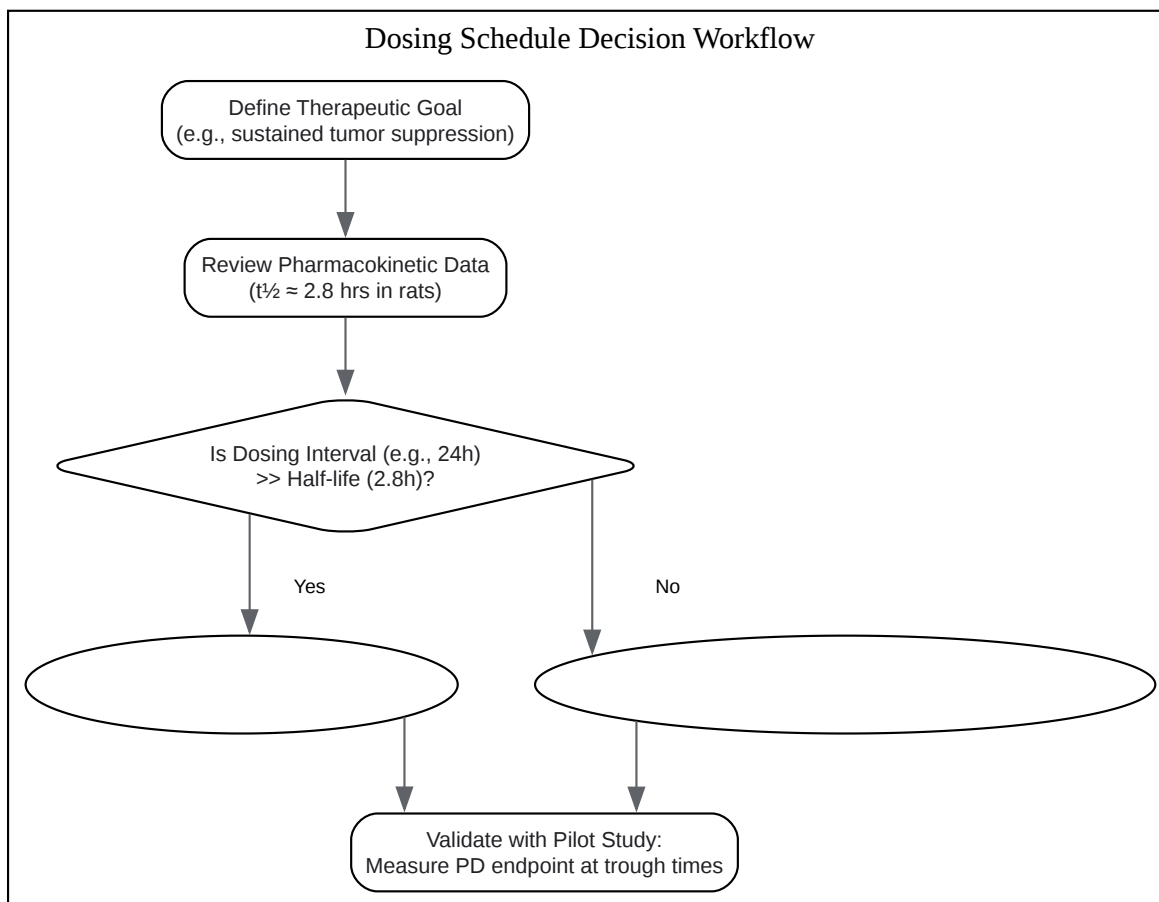 Dosing Schedule Decision Workflow
Define Therapeutic Goal
(e.g., sustained tumor suppression)
Review Pharmacokinetic Data
(t½ ≈ 2.8 hrs in rats)
Is Dosing Interval (e.g., 24h)
>> Half-life (2.8h)?
Yes
No
Validate with Pilot Study:
Measure PD endpoint at trough times